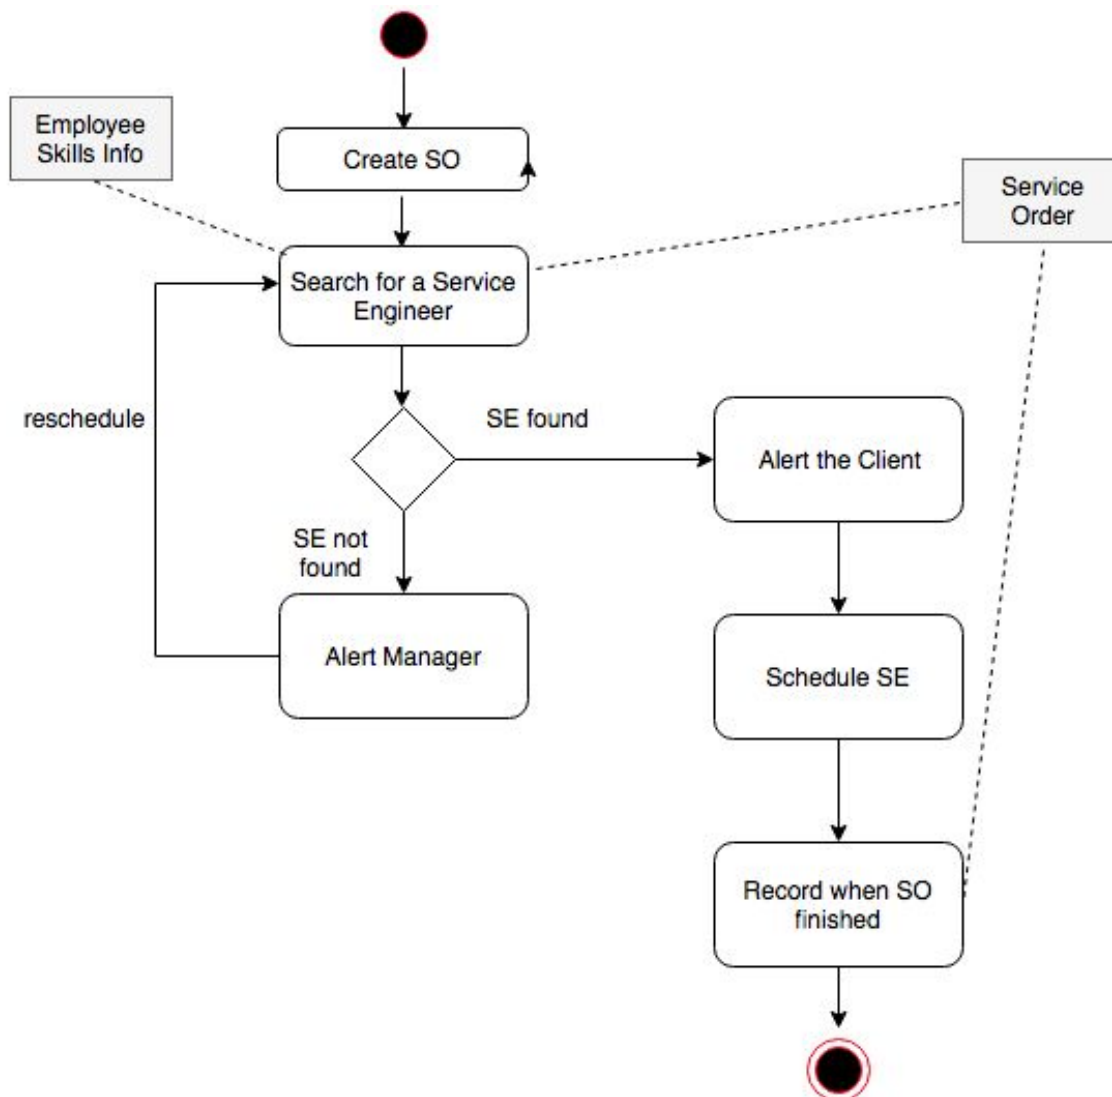 Employee
Skills Info
Create SO
Service
Order
Search for a Service
Engineer
reschedule
SE found
Alert the Client
SE not
found
Alert Manager
Schedule SE
Record when SO
finished